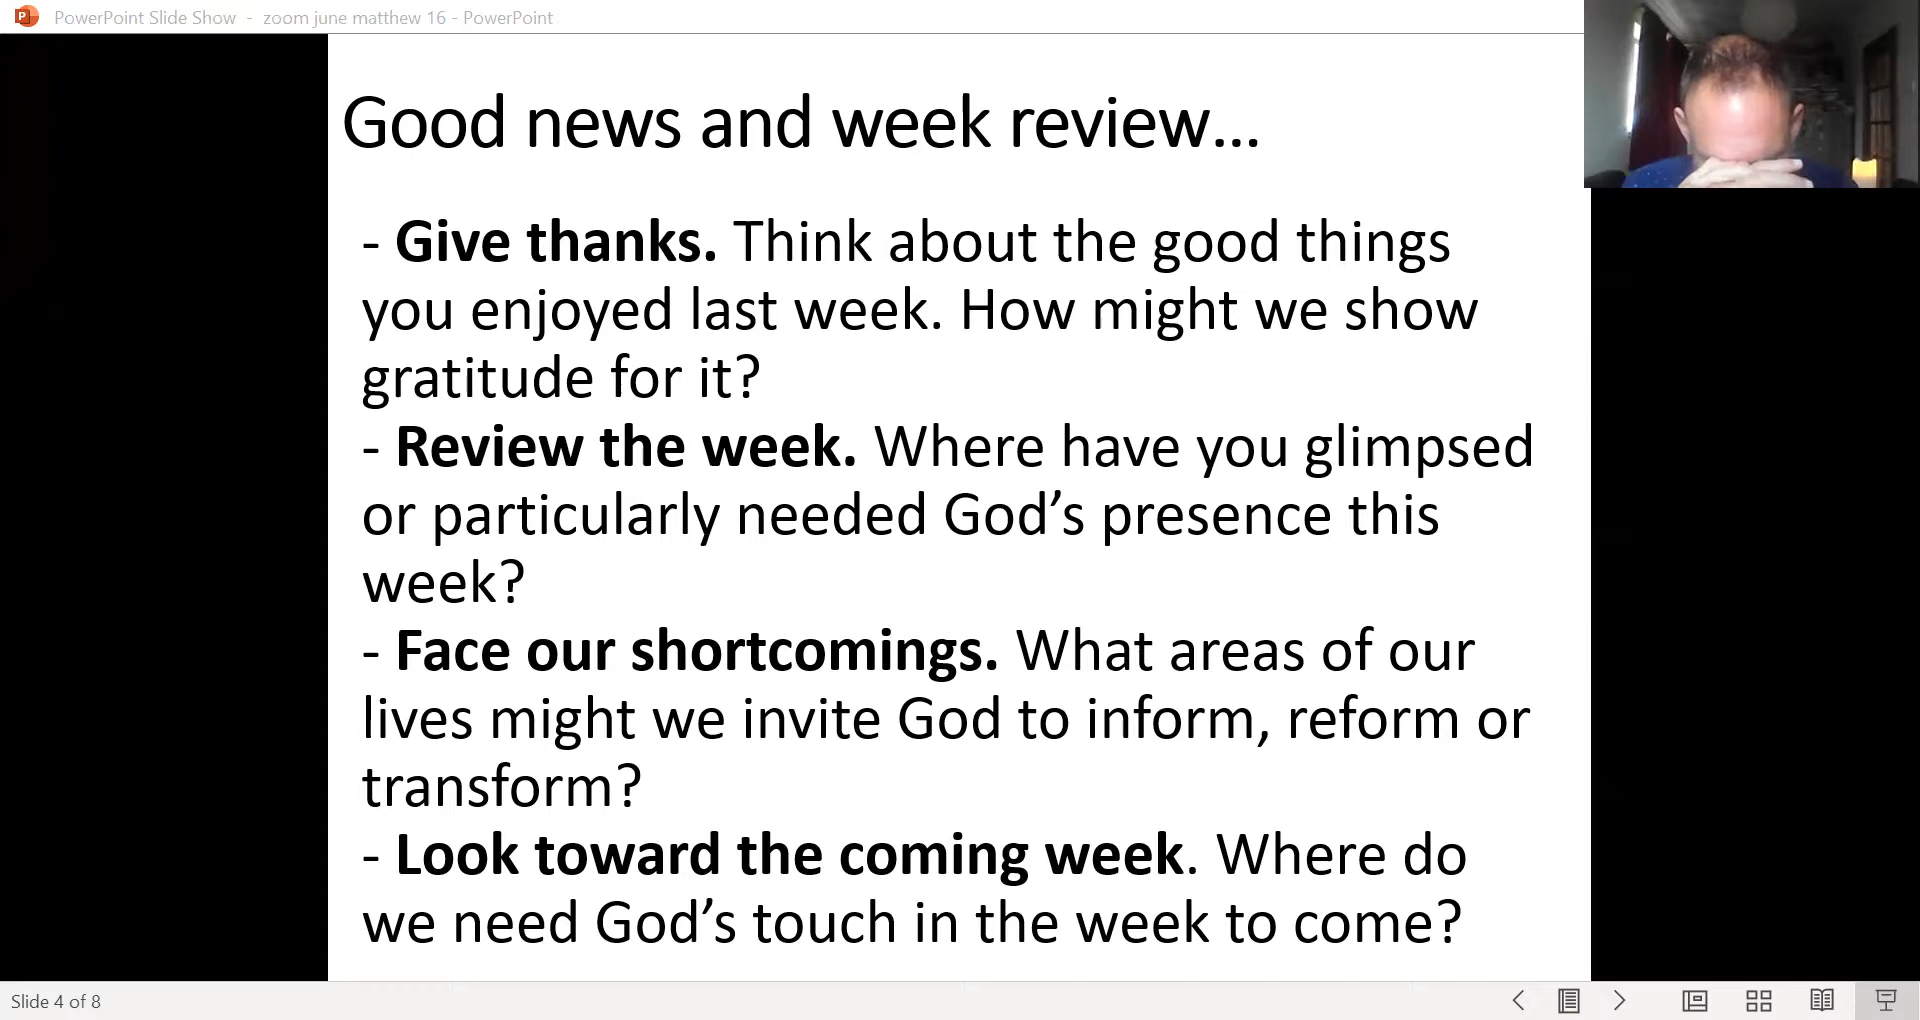 PowerPoint Slide Show - zoom june matthew 16 - PowerPoint
Good news and week review...
- Give thanks. Think about the good things
you enjoyed last week. How might we show
gratitude for it?
- Review the week. Where have you glimpsed
or particularly needed God’s presence this
week?
- Face our shortcomings. What areas of our
lives might we invite God to inform, reform or
transform?
- Look toward the coming week. Where do
we need God’s touch in the week to come?
Slide 4 of 8